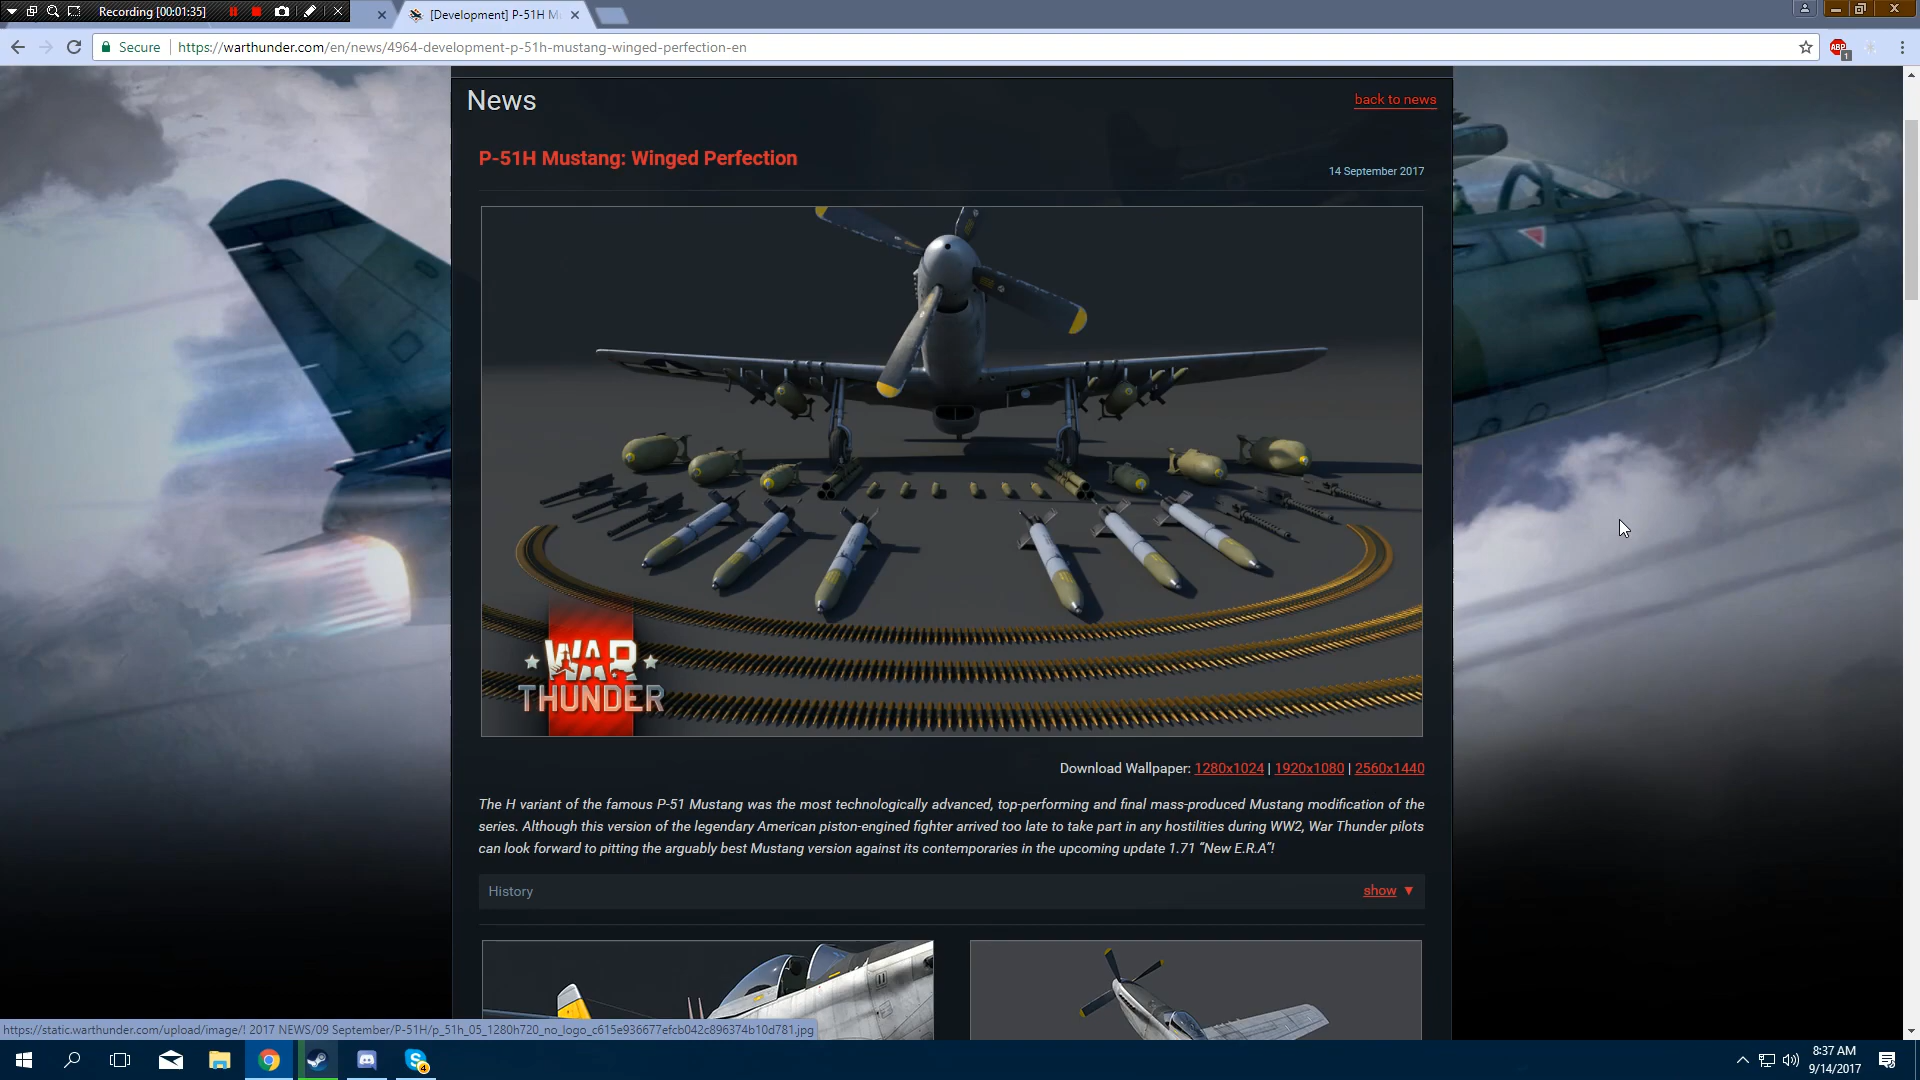 Recording [00:01:35]
[Development] P-51H M
Secure
https://warthunder.com/en/news/4964-development-p-51h-mustang-winged-perfection-en
ABP
1
News
back to news
P-51H Mustang: Winged Perfection
14 September 2017
WAR
THUNDER
Download Wallpaper: 1280x1024 | 1920x1080 | 2560x1440
The H variant of the famous P-51 Mustang was the most technologically advanced, top-performing and final mass-produced Mustang modification of the
series. Although this version of the legendary American piston-engined fighter arrived too late to take part in any hostilities during WW2, War Thunder pilots
can look forward to pitting the arguably best Mustang version against its contemporaries in the upcoming update 1.71 “New E.R.A”!
History
show ▼
https://static.warthunder.com/upload/image/! 2017 NEWS/09 September/P-51H/p_51h_05_1280h720_no_logo_c615e936677efcb042c896374b10d781.jpg
4
8:37 AM
9/14/2017